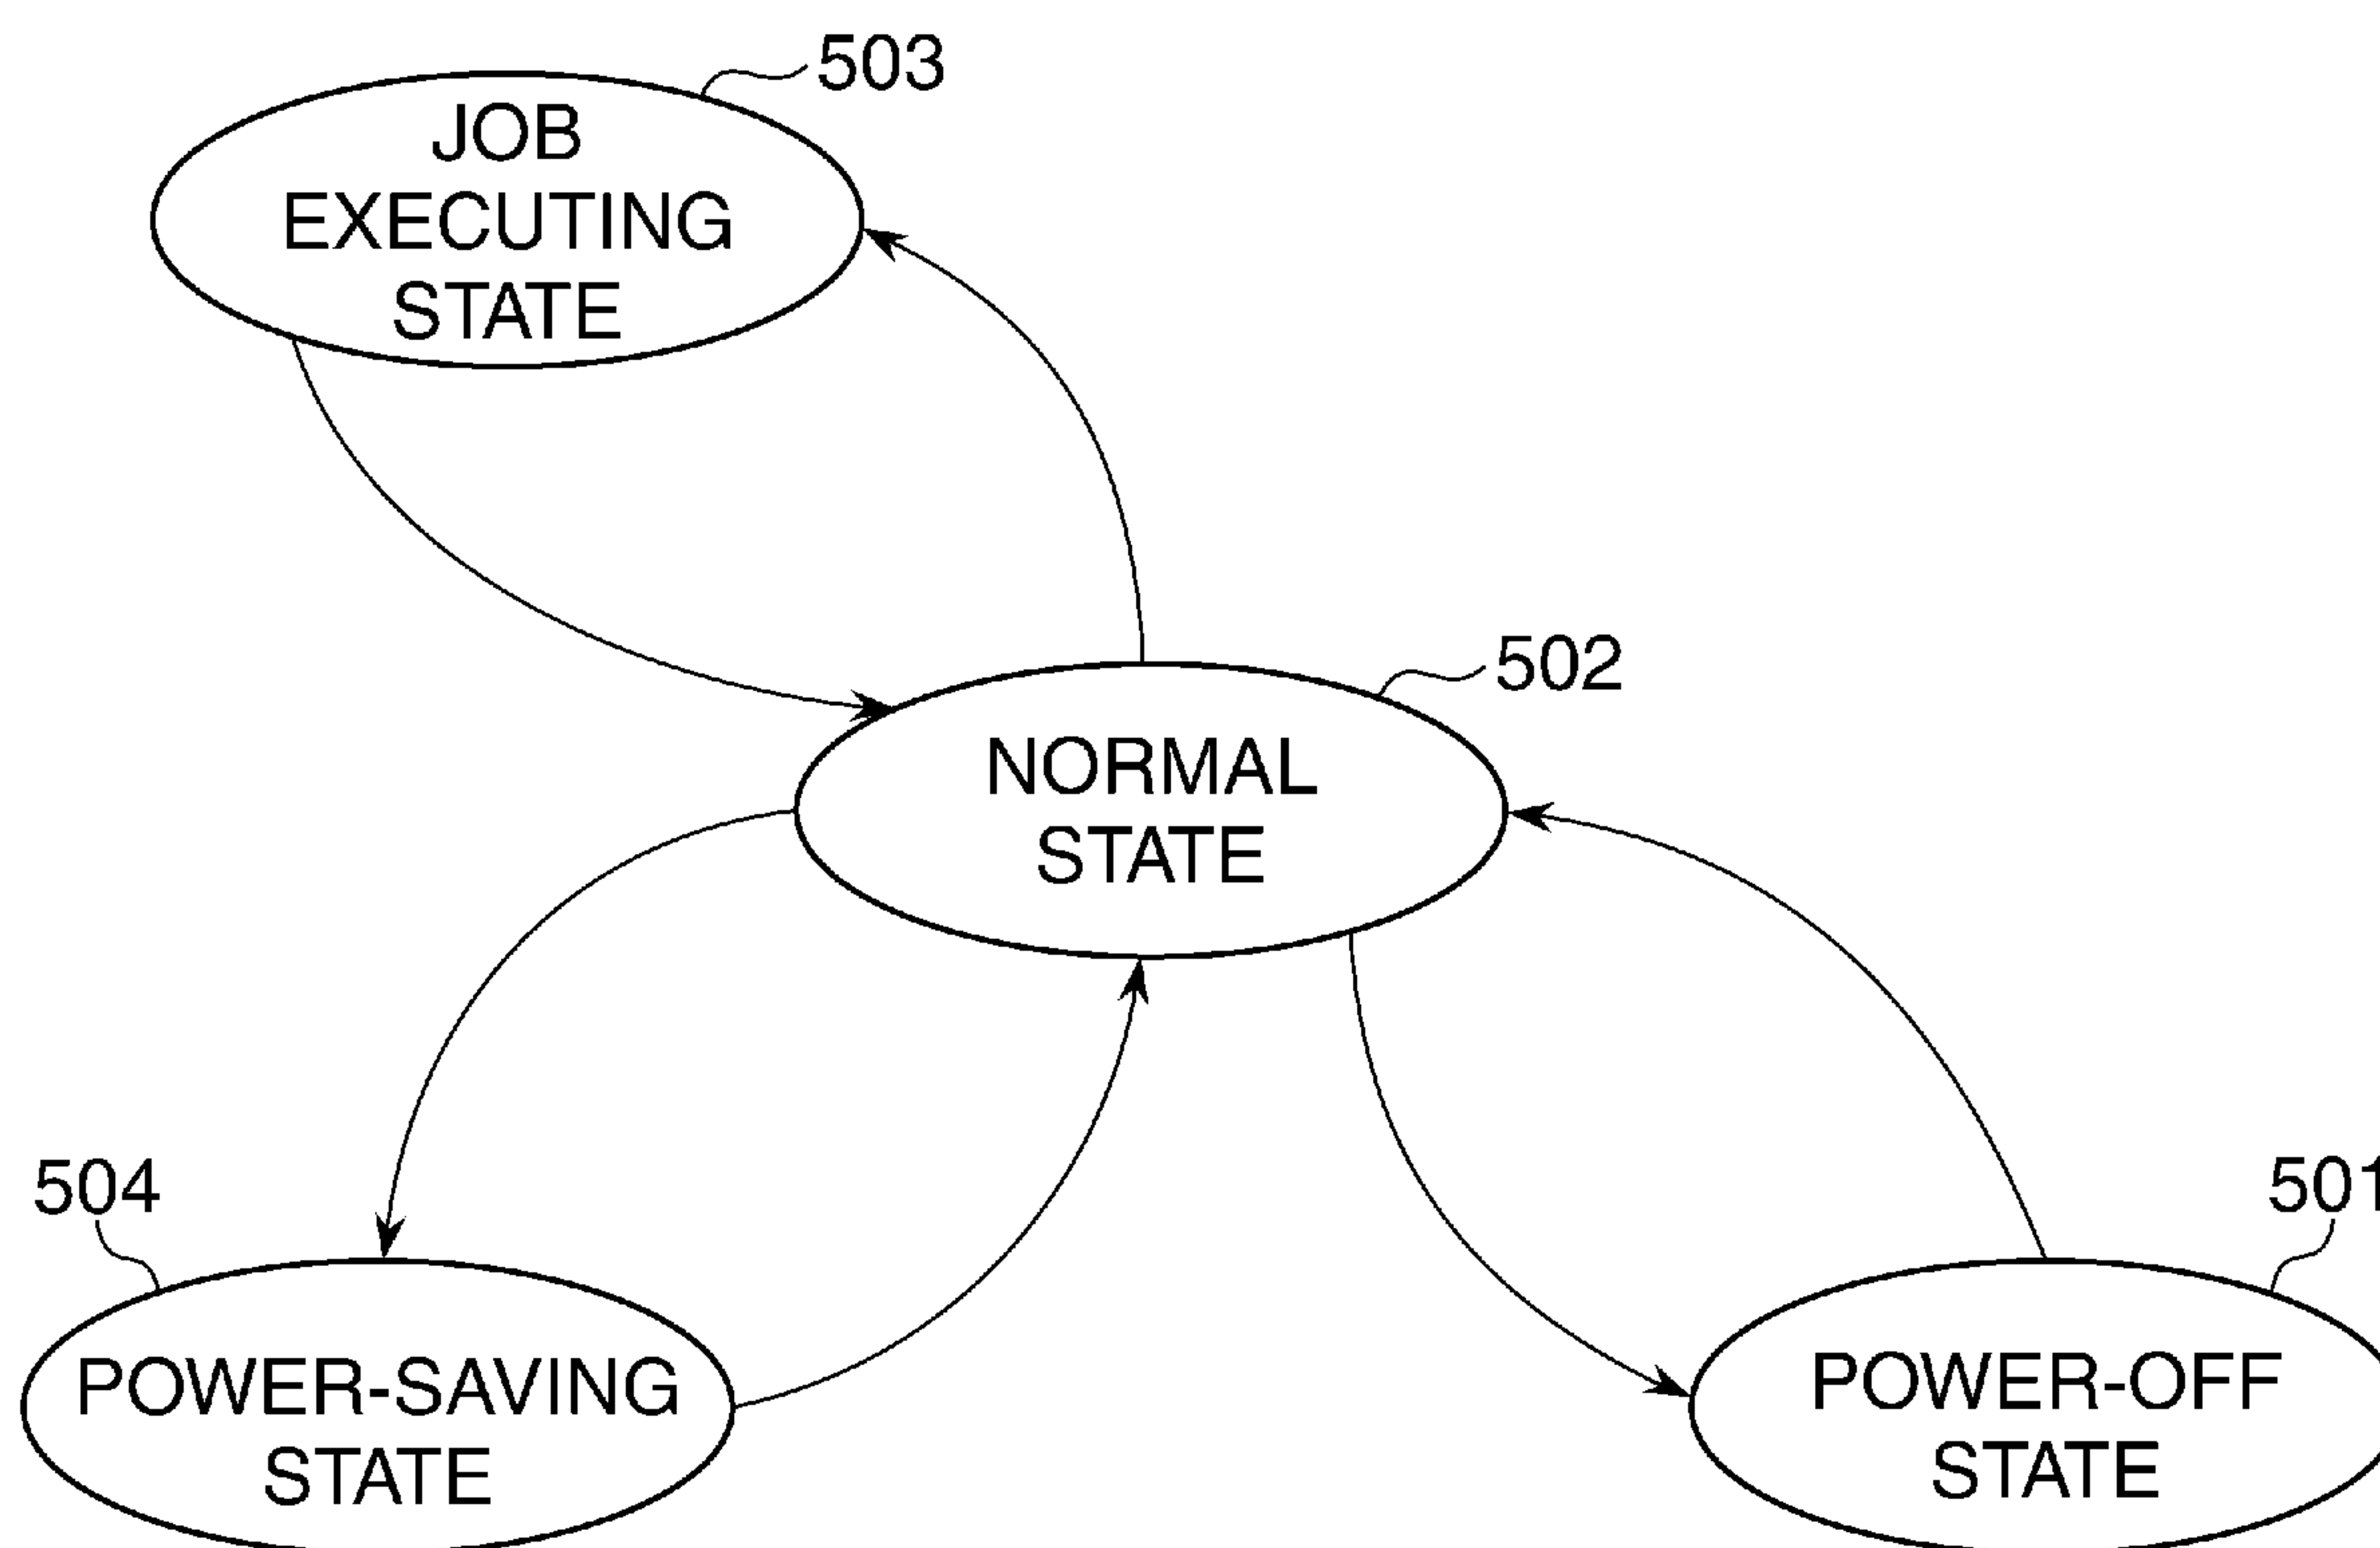 503
JOB
EXECUTING
STATE
502
NORMAL
STATE
504
501
POWER-SAVING
STATE
POWER-OFF
STATE